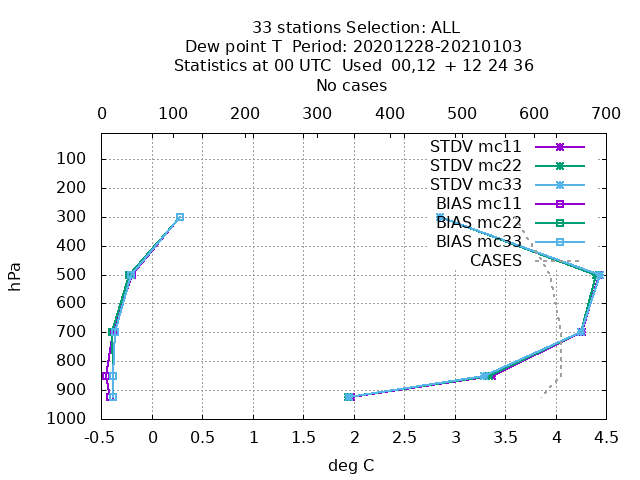 33 stations Selection: ALL
Dew point T  Period: 20201228-20210103
Statistics at 00 UTC  Used  00,12  + 12 24 36
No cases
0 100 200 300 400 500 600 700
STDV mc11
STDV mc22
STDV mc33
BIAS mc11
BIAS mc22
BIAS mc33
CASES
hPa
100
200
300
400
500
600
700
800
900
1000
-0.5 0 0.5 1 1.5 2 2.5 3 3.5 4 4.5
deg C